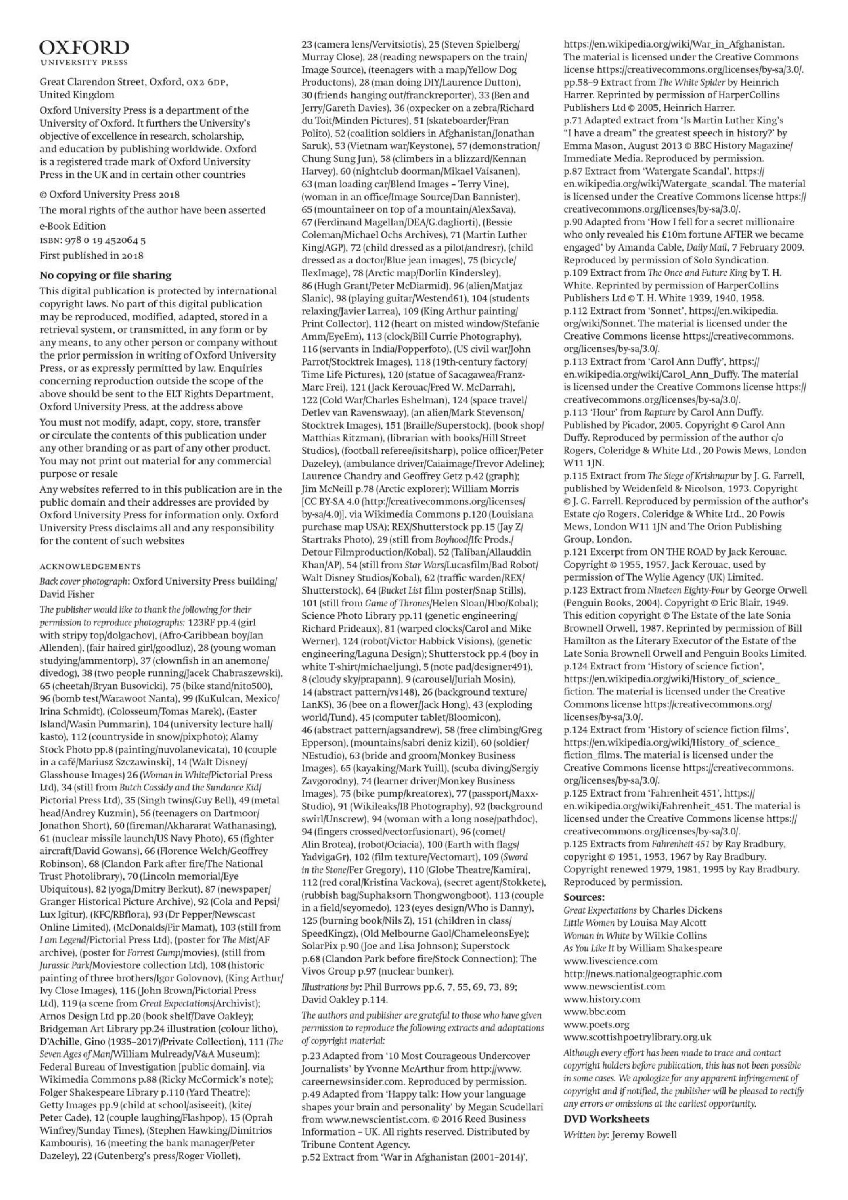 OXFORD
UNIVERSITY PRESS
Great Clarendon Street, Oxford, OX2 6DP,
United Kingdom
Oxford University Press is a department of the
University of Oxford. It furthers the University's
objective of excellence in research, scholarship,
and education by publishing worldwide. Oxford
is a registered trade mark of Oxford University
Press in the UK and in certain other countries
© Oxford University Press 2018
The moral rights of the author have been asserted
e-Book Edition
ISBN: 978 0 19 452064 5
First published in 2018
No copying or file sharing
This digital publication is protected by international
copyright laws. No part of this digital publication
may be reproduced, modified, adapted, stored in a
retrieval system, or transmitted, in any form or by
any means, to any other person or company without
the prior permission in writing of Oxford University
Press, or as expressly permitted by law. Enquiries
concerning reproduction outside the scope of the
above should be sent to the ELT Rights Department,
Oxford University Press, at the address above
You must not modify, adapt, copy, store, transfer
or circulate the contents of this publication under
any other branding or as part of any other product.
You may not print out material for any commercial
purpose or resale
Any websites referred to in this publication are in the
public domain and their addresses are provided by
Oxford University Press for information only. Oxford
University Press disclaims all and any responsibility
for the content of such websites
ACKNOWLEDGEMENTS
Back cover photograph: Oxford University Press building/
David Fisher
The publisher would like to thank the following for their
permission to reproduce photographs: 123RF pp.4 (girl
with stripy top/dolgachov), (Afro-Caribbean boy/Ian
Allenden), (fair haired girl/goodluz), 28 (young woman
studying/ammentorp), 37 (clownfish in an anemone/
divedog), 38 (two people running/Jacek Chabraszewski),
65 (cheetah/Bryan Busovicki), 75 (bike stand/nito500),
96 (bomb test/Warawoot Nanta), 99 (KuKulcan, Mexico/
Irina Schmidt), (Colosseum/Tomas Marek), (Easter
Island/Wasin Pummarin), 104 (university lecture hall/
kasto), 112 (countryside in snow/pixphoto); Alamy
Stock Photo pp.8 (painting/nuvolanevicata), 10 (couple
in a café/Mariusz Szczawinski), 14 (Walt Disney/
Glasshouse Images) 26 (Woman in White/Pictorial Press
Ltd), 34 (still from Butch Cassidy and the Sundance Kid/
Pictorial Press Ltd), 35 (Singh twins/Guy Bell), 49 (metal
head/Andrey Kuzmin), 56 (teenagers on Dartmoor/
Jonathon Short), 60 (fireman/Akhararat Wathanasing),
61 (nuclear missile launch/US Navy Photo), 65 (fighter
aircraft/David Gowans), 66 (Florence Welch/Geoffrey
Robinson), 68 (Clandon Park after fire/The National
Trust Photolibrary), 70 (Lincoln memorial/Eye
Ubiquitous), 82 (yoga/Dmitry Berkut), 87 (newspaper/
Granger Historical Picture Archive), 92 (Cola and Pepsi/
Lux Igitur), (KFC/RBflora), 93 (Dr Pepper/Newscast
Online Limited), (McDonalds/Fir Mamat), 103 (still from
I am Legend/Pictorial Press Ltd), (poster for The Mist/AF
archive), (poster for Forrest Gump/movies), (still from
Jurassic Park/Moviestore collection Ltd), 108 (historic
painting of three brothers/Igor Golovnov), (King Arthur/
Ivy Close Images), 116 (John Brown/Pictorial Press
Ltd), 119 (a scene from Great Expectations/Archivist);
Arnos Design Ltd pp.20 (book shelf/Dave Oakley);
Bridgeman Art Library pp.24 illustration (colour litho),
D'Achille, Gino (1935–2017)/Private Collection), 111 (The
Seven Ages of Man/William Mulready/V&A Museum);
Federal Bureau of Investigation [public domain], via
Wikimedia Commons p.88 (Ricky McCormick's note);
Folger Shakespeare Library p.110 (Yard Theatre);
Getty Images pp.9 (child at school/asiseeit), (kite/
Peter Cade), 12 (couple laughing/Flashpop), 15 (Oprah
Winfrey/Sunday Times), (Stephen Hawking/Dimitrios
Kambouris), 16 (meeting the bank manager/Peter
Dazeley), 22 (Gutenberg's press/Roger Viollet),
23 (camera lens/Vervitsiotis), 25 (Steven Spielberg/
Murray Close), 28 (reading newspapers on the train/
Image Source), (teenagers with a map/Yellow Dog
Productons), 28 (man doing DIY/Laurence Dutton),
30 (friends hanging out/franckreporter), 33 (Ben and
Jerry/Gareth Davies), 36 (oxpecker on a zebra/Richard
du Toit/Minden Pictures), 51 (skateboarder/Fran
Polito), 52 (coalition soldiers in Afghanistan/Jonathan
Saruk), 53 (Vietnam war/Keystone), 57 (demonstration/
Chung Sung Jun), 58 (climbers in a blizzard/Kennan
Harvey), 60 (nightclub doorman/Mikael Vaisanen),
63 (man loading car/Blend Images – Terry Vine),
(woman in an office/Image Source/Dan Bannister),
65 (mountaineer on top of a mountain/AlexSava),
67 (Ferdinand Magellan/DEA/G.dagliorti), (Bessie
Coleman/Michael Ochs Archives), 71 (Martin Luther
King/AGP), 72 (child dressed as a pilot/andresr), (child
dressed as a doctor/Blue jean images), 75 (bicycle/
IlexImage), 78 (Arctic map/Dorlin Kindersley),
86 (Hugh Grant/Peter McDiarmid), 96 (alien/Matjaz
Slanic), 98 (playing guitar/Westend61), 104 (students
relaxing/Javier Larrea), 109 (King Arthur painting/
Print Collector), 112 (heart on misted window/Stefanie
Amm/EyeEm), 113 (clock/Bill Currie Photography),
116 (servants in India/Popperfoto), (US civil war/John
Parrot/Stocktrek Images), 118 (19th-century factory/
Time Life Pictures), 120 (statue of Sacagawea/Franz-
Marc Frei), 121 (Jack Kerouac/Fred W. McDarrah),
122 (Cold War/Charles Eshelman), 124 (space travel/
Detlev van Ravenswaay), (an alien/Mark Stevenson/
Stocktrek Images), 151 (Braille/Superstock), (book shop/
Matthias Ritzman), (librarian with books/Hill Street
Studios), (football referee/isitsharp), police officer/Peter
Dazeley), (ambulance driver/Caiaimage/Trevor Adeline);
Laurence Chandry and Geoffrey Getz p.42 (graph);
Jim McNeill p.78 (Arctic explorer); William Morris
[CC BY-SA 4.0 (http://creativecommons.org/licenses/
by-sa/4.0)], via Wikimedia Commons p.120 (Louisiana
purchase map USA); REX/Shutterstock pp.15 (Jay Z/
Startraks Photo), 29 (still from Boyhood/Ifc Prods./
Detour Filmproduction/Kobal), 52 (Taliban/Allauddin
Khan/AP), 54 (still from Star Wars/Lucasfilm/Bad Robot/
Walt Disney Studios/Kobal), 62 (traffic warden/REX/
Shutterstock), 64 (Bucket List film poster/Snap Stills),
101 (still from Game of Thrones/Helen Sloan/Hbo/Kobal);
Science Photo Library pp.11 (genetic engineering/
Richard Prideaux), 81 (warped clocks/Carol and Mike
Werner), 124 (robot/Victor Habbick Visions), (genetic
engineering/Laguna Design); Shutterstock pp.4 (boy in
white T-shirt/michaeljung), 5 (note pad/designer491),
8 (cloudy sky/prapann), 9 (carousel/Juriah Mosin),
14 (abstract pattern/vs148), 26 (background texture/
LanKS), 36 (bee on a flower/Jack Hong), 43 (exploding
world/Tund), 45 (computer tablet/Bloomicon),
46 (abstract pattern/agsandrew), 58 (free climbing/Greg
Epperson), (mountains/sabri deniz kizil), 60 (soldier/
NEstudio), 63 (bride and groom/Monkey Business
Images), 65 (kayaking/Mark Yuill), (scuba diving/Sergiy
Zavgorodny), 74 (learner driver/Monkey Business
Images), 75 (bike pump/kreatorex), 77 (passport/Maxx-
Studio), 91 (Wikileaks/IB Photography), 92 (background
swirl/Unscrew), 94 (woman with a long nose/pathdoc),
94 (fingers crossed/vectorfusionart), 96 (comet/
Alin Brotea), (robot/Ociacia), 100 (Earth with flags/
YadvigaGr), 102 (film texture/Vectomart), 109 (Sword
in the Stone/Fer Gregory), 110 (Globe Theatre/Kamira),
112 (red coral/Kristina Vackova), (secret agent/Stokkete),
(rubbish bag/Suphaksorn Thongwongboot), 113 (couple
in a field/seyomedo), 123 (eyes design/Who is Danny),
125 (burning book/Nils Z), 151 (children in class/
SpeedKingz), (Old Melbourne Gaol/ChameleonsEye);
SolarPix p.90 (Joe and Lisa Johnson); Superstock
p.68 (Clandon Park before fire/Stock Connection); The
Vivos Group p.97 (nuclear bunker).
Illustrations by: Phil Burrows pp.6, 7, 55, 69, 73, 89;
David Oakley p.114.
The authors and publisher are grateful to those who have given
permission to reproduce the following extracts and adaptations
of copyright material:
p.23 Adapted from '10 Most Courageous Undercover
Journalists' by Yvonne McArthur from http://www.
careernewsinsider.com. Reproduced by permission.
p.49 Adapted from 'Happy talk: How your language
shapes your brain and personality' by Megan Scudellari
from www.newscientist.com. © 2016 Reed Business
Information – UK. All rights reserved. Distributed by
Tribune Content Agency.
p.52 Extract from 'War in Afghanistan (2001–2014)',
https://en.wikipedia.org/wiki/War_in_Afghanistan.
The material is licensed under the Creative Commons
license https://creativecommons.org/licenses/by-sa/3.0/.
pp.58–9 Extract from The White Spider by Heinrich
Harrer. Reprinted by permission of HarperCollins
Publishers Ltd © 2005, Heinrich Harrer.
p.71 Adapted extract from 'Is Martin Luther King's
"I have a dream" the greatest speech in history?' by
Emma Mason, August 2013 © BBC History Magazine/
Immediate Media. Reproduced by permission.
p.87 Extract from 'Watergate Scandal', https://
en.wikipedia.org/wiki/Watergate_scandal. The material
is licensed under the Creative Commons license https://
creativecommons.org/licenses/by-sa/3.0/.
p.90 Adapted from 'How I fell for a secret millionaire
who only revealed his £10m fortune AFTER we became
engaged' by Amanda Cable, Daily Mail, 7 February 2009.
Reproduced by permission of Solo Syndication.
p.109 Extract from The Once and Future King by T. H.
White. Reprinted by permission of HarperCollins
Publishers Ltd © T. H. White 1939, 1940, 1958.
p.112 Extract from 'Sonnet', https://en.wikipedia.
org/wiki/Sonnet. The material is licensed under the
Creative Commons license https://creativecommons.
org/licenses/by-sa/3.0/.
p.113 Extract from 'Carol Ann Duffy', https://
en.wikipedia.org/wiki/Carol_Ann_Duffy. The material
is licensed under the Creative Commons license https://
creativecommons.org/licenses/by-sa/3.0/.
p.113 'Hour' from Rapture by Carol Ann Duffy.
Published by Picador, 2005. Copyright © Carol Ann
Duffy. Reproduced by permission of the author c/o
Rogers, Coleridge & White Ltd., 20 Powis Mews, London
W11 1JN.
p.115 Extract from The Siege of Krishnapur by J. G. Farrell,
published by Weidenfeld & Nicolson, 1973. Copyright
© J. G. Farrell. Reproduced by permission of the author's
Estate c/o Rogers, Coleridge & White Ltd., 20 Powis
Mews, London W11 1JN and The Orion Publishing
Group, London.
p.121 Excerpt from ON THE ROAD by Jack Kerouac.
Copyright © 1955, 1957, Jack Kerouac, used by
permission of The Wylie Agency (UK) Limited.
p.123 Extract from Nineteen Eighty-Four by George Orwell
(Penguin Books, 2004). Copyright © Eric Blair, 1949.
This edition copyright © The Estate of the late Sonia
Brownell Orwell, 1987. Reprinted by permission of Bill
Hamilton as the Literary Executor of the Estate of the
Late Sonia Brownell Orwell and Penguin Books Limited.
p.124 Extract from 'History of science fiction',
https://en.wikipedia.org/wiki/History_of_science_
fiction. The material is licensed under the Creative
Commons license https://creativecommons.org/
licenses/by-sa/3.0/.
p.124 Extract from 'History of science fiction films',
https://en.wikipedia.org/wiki/History_of_science_
fiction_films. The material is licensed under the
Creative Commons license https://creativecommons.
org/licenses/by-sa/3.0/.
p.125 Extract from 'Fahrenheit 451', https://
en.wikipedia.org/wiki/Fahrenheit_451. The material is
licensed under the Creative Commons license https://
creativecommons.org/licenses/by-sa/3.0/.
p.125 Extracts from Fahrenheit 451 by Ray Bradbury,
copyright © 1951, 1953, 1967 by Ray Bradbury.
Copyright renewed 1979, 1981, 1995 by Ray Bradbury.
Reproduced by permission.
Sources:
Great Expectations by Charles Dickens
Little Women by Louisa May Alcott
Woman in White by Wilkie Collins
As You Like It by William Shakespeare
www.livescience.com
http://news.nationalgeographic.com
www.newscientist.com
www.history.com
www.bbc.com
www.poets.org
www.scottishpoetrylibrary.org.uk
Although every effort has been made to trace and contact
copyright holders before publication, this has not been possible
in some cases. We apologize for any apparent infringement of
copyright and if notified, the publisher will be pleased to rectify
any errors or omissions at the earliest opportunity.
DVD Worksheets
Written by: Jeremy Bowell